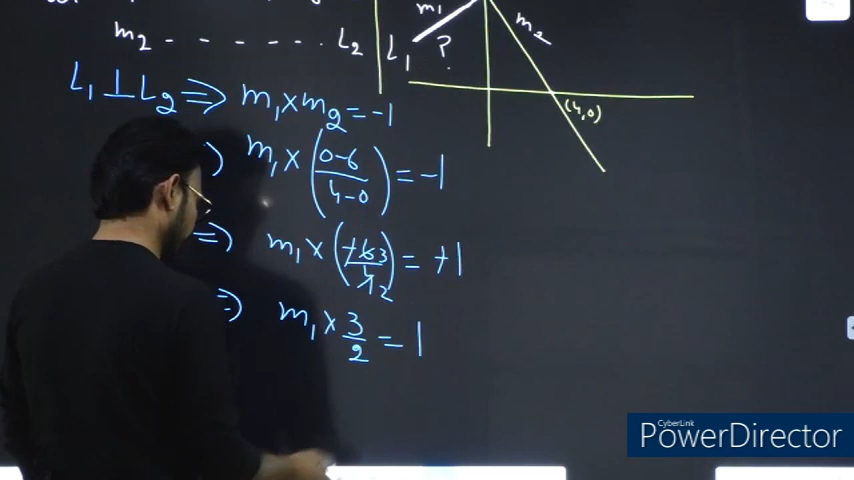 m₁
m₂
m₂ - - - - - - - L₂
L₁
?
L₁ ⊥ L₂ ⇒ m₁ × m₂ = -1
(4,0)
) m₁ × (0-6/4-0) = -1
⇒ m₁ × (+6 3/4 2) = +1
⇒ m₁ × 3/2 = 1
CyberLink
PowerDirector